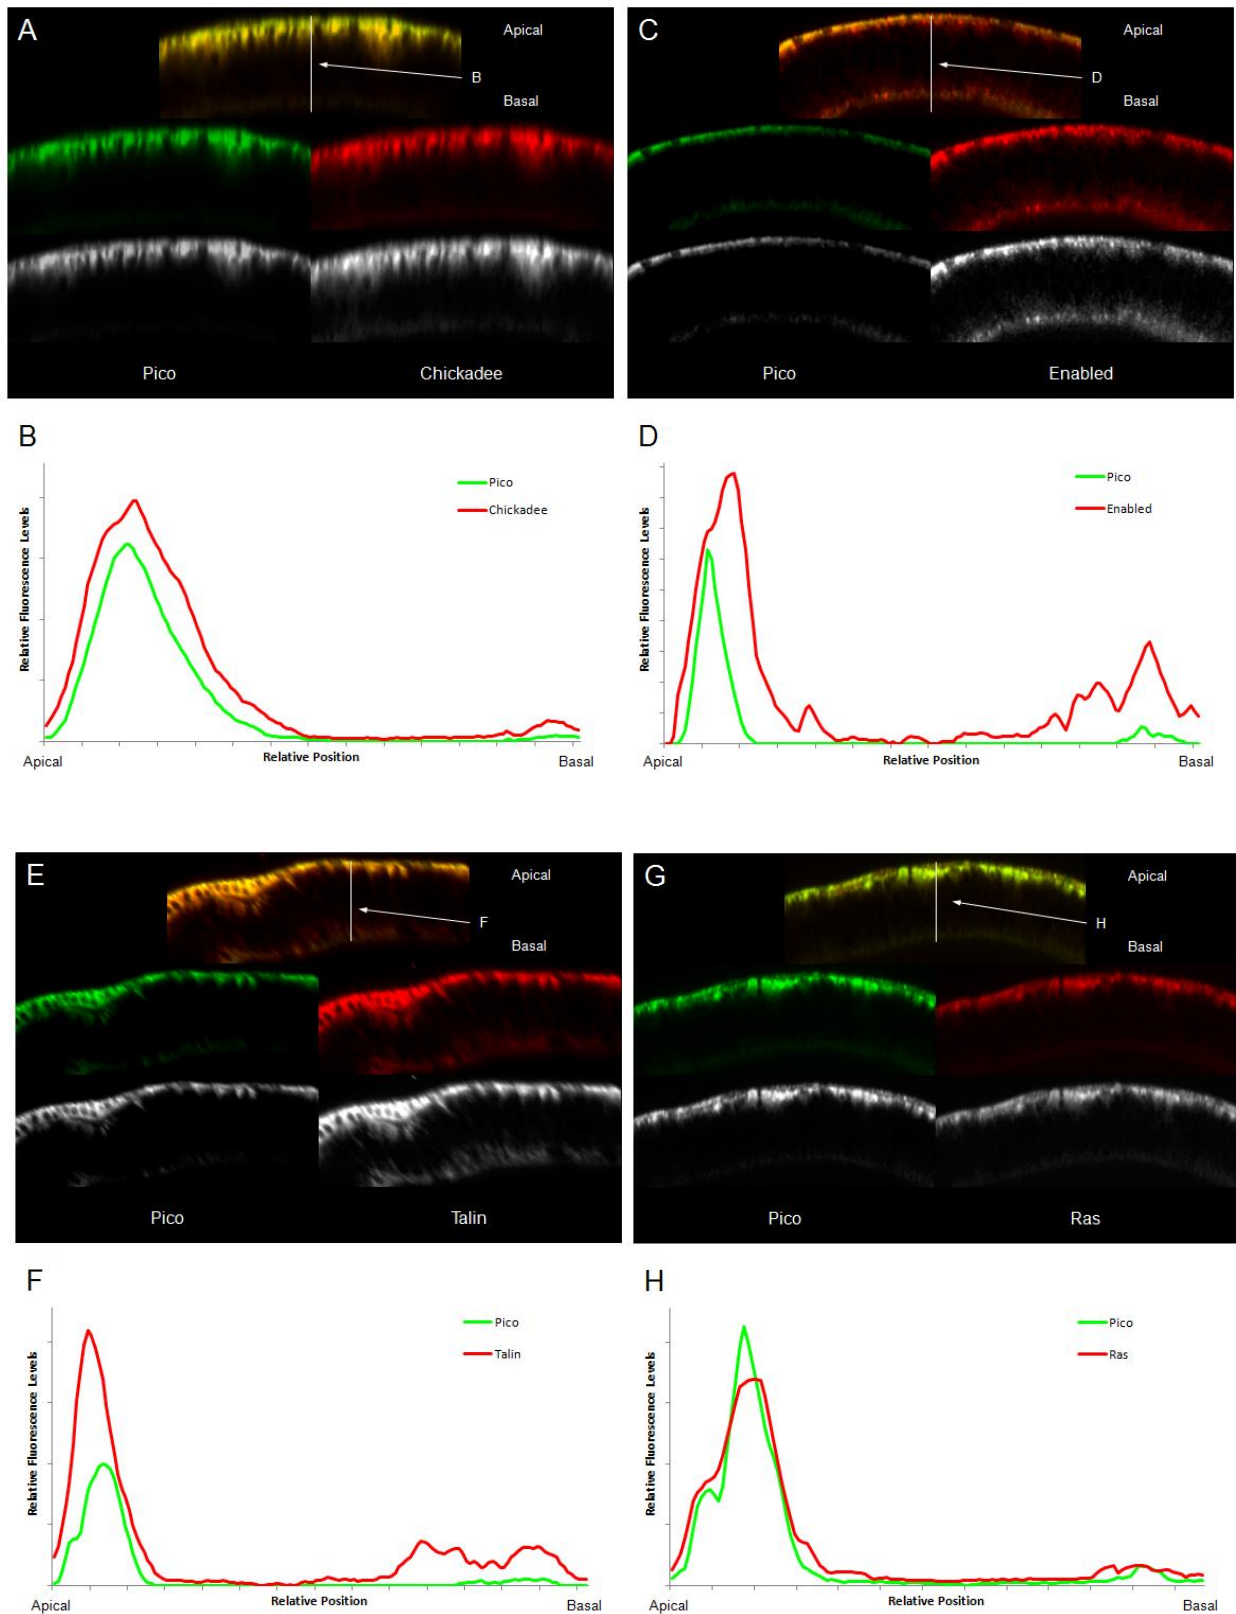 A
Apical
B
Basal
Pico
Chickadee
C
Apical
D
Basal
Pico
Enabled
B
Relative Fluorescence Levels
Pico
Chickadee
Apical
Relative Position
Basal
D
Relative Fluorescence Levels
Pico
Enabled
Apical
Relative Position
Basal
E
Apical
F
Basal
Pico
Talin
G
Apical
H
Basal
Pico
Ras
F
Relative Fluorescence Levels
Pico
Talin
Apical
Relative Position
Basal
H
Relative Fluorescence Levels
Pico
Ras
Apical
Relative Position
Basal